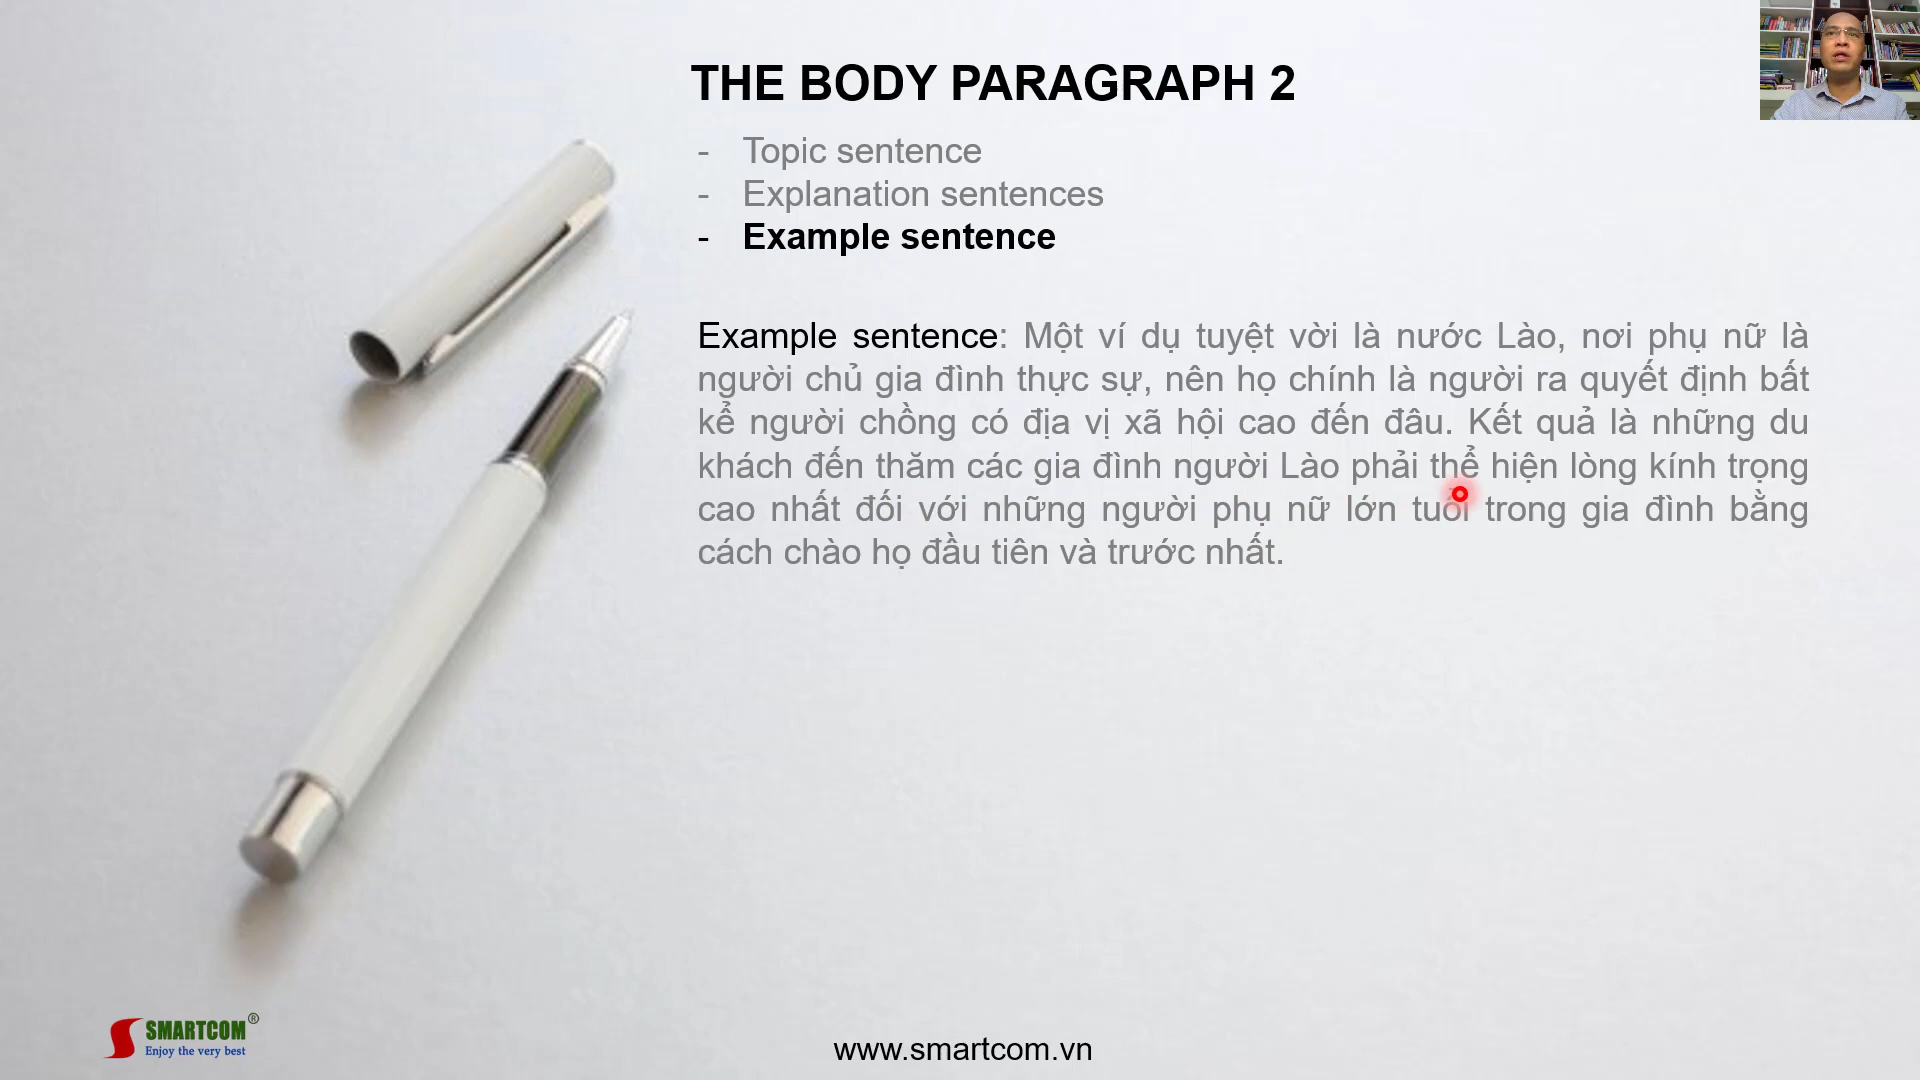 THE BODY PARAGRAPH 2
- Topic sentence
- Explanation sentences
- Example sentence
Example sentence: Một ví dụ tuyệt vời là nước Lào, nơi phụ nữ là
người chủ gia đình thực sự, nên họ chính là người ra quyết định bất
kể người chồng có địa vị xã hội cao đến đâu. Kết quả là những du
khách đến thăm các gia đình người Lào phải thể hiện lòng kính trọng
cao nhất đối với những người phụ nữ lớn tuổi trong gia đình bằng
cách chào họ đầu tiên và trước nhất.
SMARTCOM®
Enjoy the very best
www.smartcom.vn